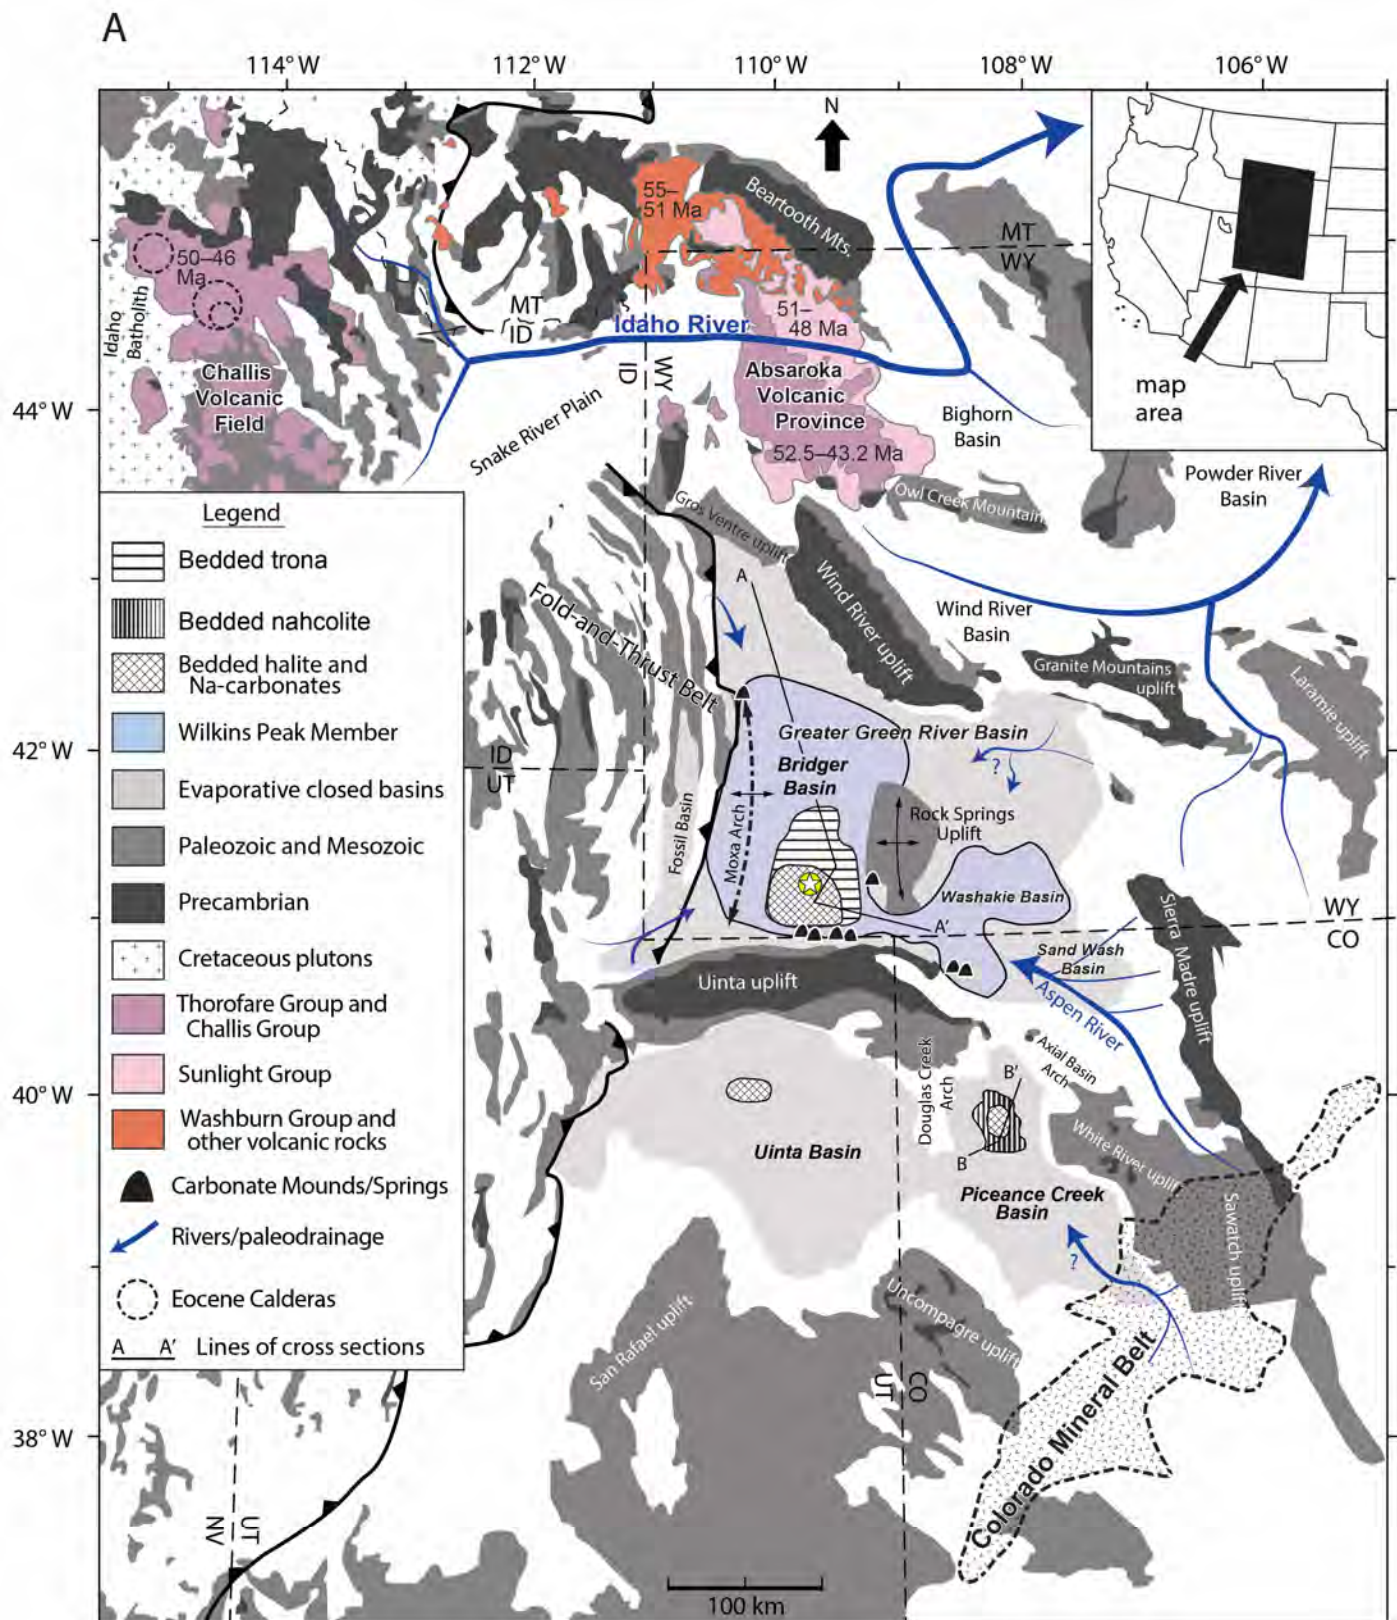 A
114° W
112° W
110° W
108° W
106° W
N
55–
51 Ma
Beartooth Mts.
MT
WY
50–46
Ma
Idaho
Batholith
MT
ID
Idaho River
51–
48 Ma
map
area
Challis
Volcanic
Field
WY
ID
Absaroka
Volcanic
Province
44° W
Snake River Plain
Bighorn
Basin
52.5–43.2 Ma
Powder River
Basin
Owl Creek Mountain
Gros Ventre uplift
Legend
Bedded trona
Bedded nahcolite
Bedded halite and
Na-carbonates
Wilkins Peak Member
Evaporative closed basins
Paleozoic and Mesozoic
Precambrian
Cretaceous plutons
Thorofare Group and
Challis Group
Sunlight Group
Washburn Group and
other volcanic rocks
Carbonate Mounds/Springs
Rivers/paleodrainage
Eocene Calderas
A A' Lines of cross sections
A
Wind River uplift
Wind River
Basin
Fold-and-Thrust Belt
Granite Mountains
uplift
Laramie uplift
42° W
ID
UT
Greater Green River Basin
Bridger
Basin
?
Rock Springs
Uplift
Fossil Basin
Moxa Arch
Washakie Basin
A'
WY
CO
Sand Wash
Basin
Sierra Madre uplift
Uinta uplift
Aspen River
40° W
Douglas Creek
Arch
Axial Basin
Arch
B'
B
White River uplift
Uinta Basin
Piceance Creek
Basin
Sawatch uplift
?
San Rafael uplift
Uncompagre uplift
CO
UT
Colorado Mineral Belt
38° W
UT
NV
100 km